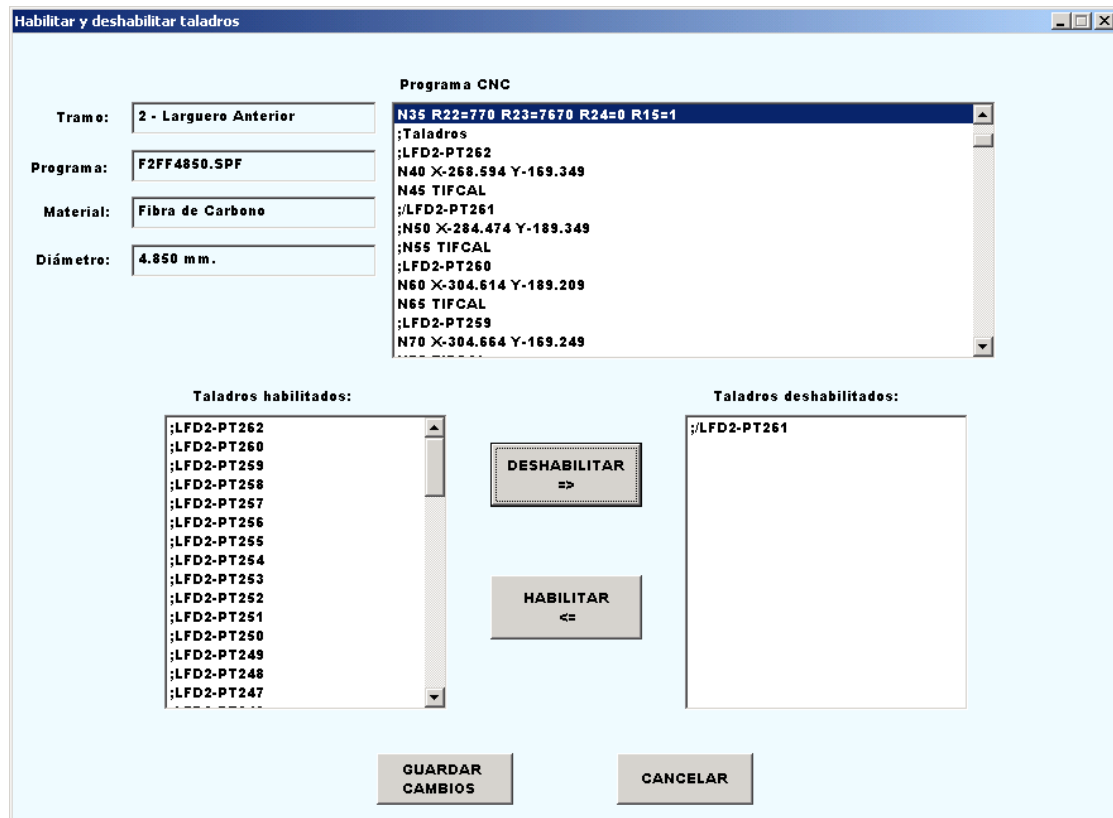 Habilitar y deshabilitar taladros
Programa CNC
Tramo: 2 - Larguero Anterior
Programa: F2FF4850.SPF
Material: Fibra de Carbono
Diámetro: 4.850 mm.
N35 R22=770 R23=7670 R24=0 R15=1
;Taladros
;LFD2-PT262
N40 X-268.594 Y-169.349
N45 TIFCAL
;/LFD2-PT261
;N50 X-284.474 Y-189.349
;N55 TIFCAL
;LFD2-PT260
N60 X-304.614 Y-189.209
N65 TIFCAL
;LFD2-PT259
N70 X-304.664 Y-169.249
Taladros habilitados:
;LFD2-PT262
;LFD2-PT260
;LFD2-PT259
;LFD2-PT258
;LFD2-PT257
;LFD2-PT256
;LFD2-PT255
;LFD2-PT254
;LFD2-PT253
;LFD2-PT252
;LFD2-PT251
;LFD2-PT250
;LFD2-PT249
;LFD2-PT248
;LFD2-PT247
DESHABILITAR
=>
HABILITAR
<=
Taladros deshabilitados:
;/LFD2-PT261
GUARDAR
CAMBIOS
CANCELAR